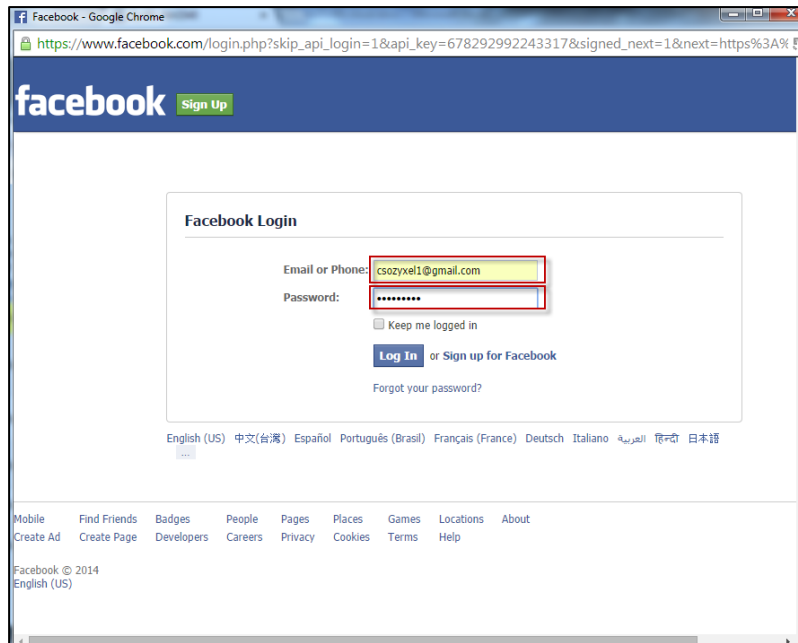 Facebook - Google Chrome
https://www.facebook.com/login.php?skip_api_login=1&api_key=678292992243317&signed_next=1&next=https%3A%
facebook Sign Up
Facebook Login
Email or Phone: csozyxel1@gmail.com
Password: •••••••••
Keep me logged in
Log In or Sign up for Facebook
Forgot your password?
English (US) 中文(台灣) Español Português (Brasil) Français (France) Deutsch Italiano العربية हिन्दी 日本語
...
Mobile Find Friends Badges People Pages Places Games Locations About
Create Ad Create Page Developers Careers Privacy Cookies Terms Help
Facebook © 2014
English (US)